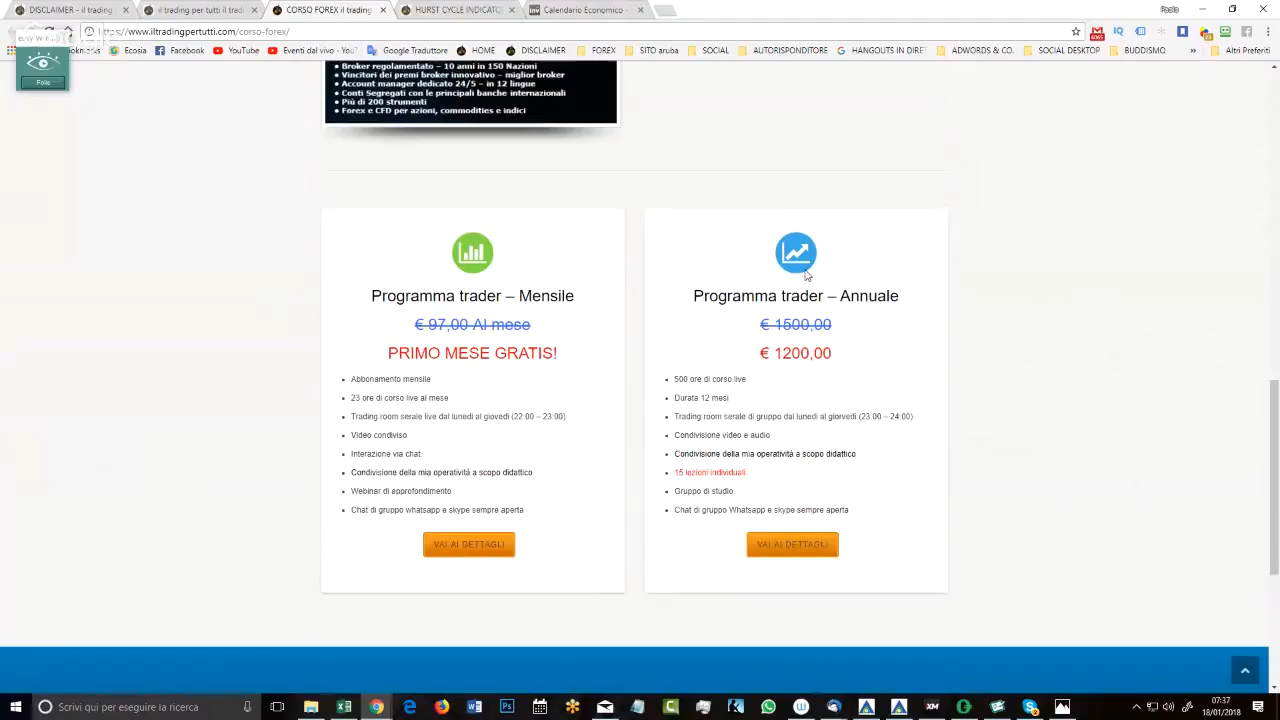 DISCLAIMER - il trading
il trading per tutti il tradi
CORSO FOREX il trading
HURST CYCLE INDICATOR
Calendario Economico -
Paolo
https://www.iltradingpertutti.com/corso-forex/
Ecosia
Facebook
YouTube
Eventi dal vivo - YouT
Google Traduttore
HOME
DISCLAIMER
FOREX
SITO zuba
SOCIAL
AUTORISPONDITORE
HANGOUTS IN DIRE
ADWORDS & CO.
SOCIAL DESKTOP
BUDDISMO
»
Altri Preferiti
Folle
● Broker regolamentato – 10 anni in 150 Nazioni
● Vincitori dei premi broker innovativo – miglior broker
● Account manager dedicato 24/5 – in 12 lingue
● Conti Segregati con le principali banche internazionali
● Più di 200 strumenti
● Forex e CFD per azioni, commodities e indici
Programma trader – Mensile
€ 97,00 Al mese
PRIMO MESE GRATIS!
• Abbonamento mensile
• 23 ore di corso live al mese
• Trading room serale live dal lunedì al giovedì (22:00 – 23:00)
• Video condiviso
• Interazione via chat
• Condivisione della mia operatività a scopo didattico
• Webinar di approfondimento
• Chat di gruppo whatsapp e skype sempre aperta
VAI AI DETTAGLI
Programma trader – Annuale
€ 1500,00
€ 1200,00
• 500 ore di corso live
• Durata 12 mesi
• Trading room serale di gruppo dal lunedì al giorvedì (23:00 – 24:00)
• Condivisione video e audio
• Condivisione della mia operatività a scopo didattico
• 15 lezioni individuali
• Gruppo di studio
• Chat di gruppo Whatsapp e skype sempre aperta
VAI AI DETTAGLI
Scrivi qui per eseguire la ricerca
07:37
18/01/2018